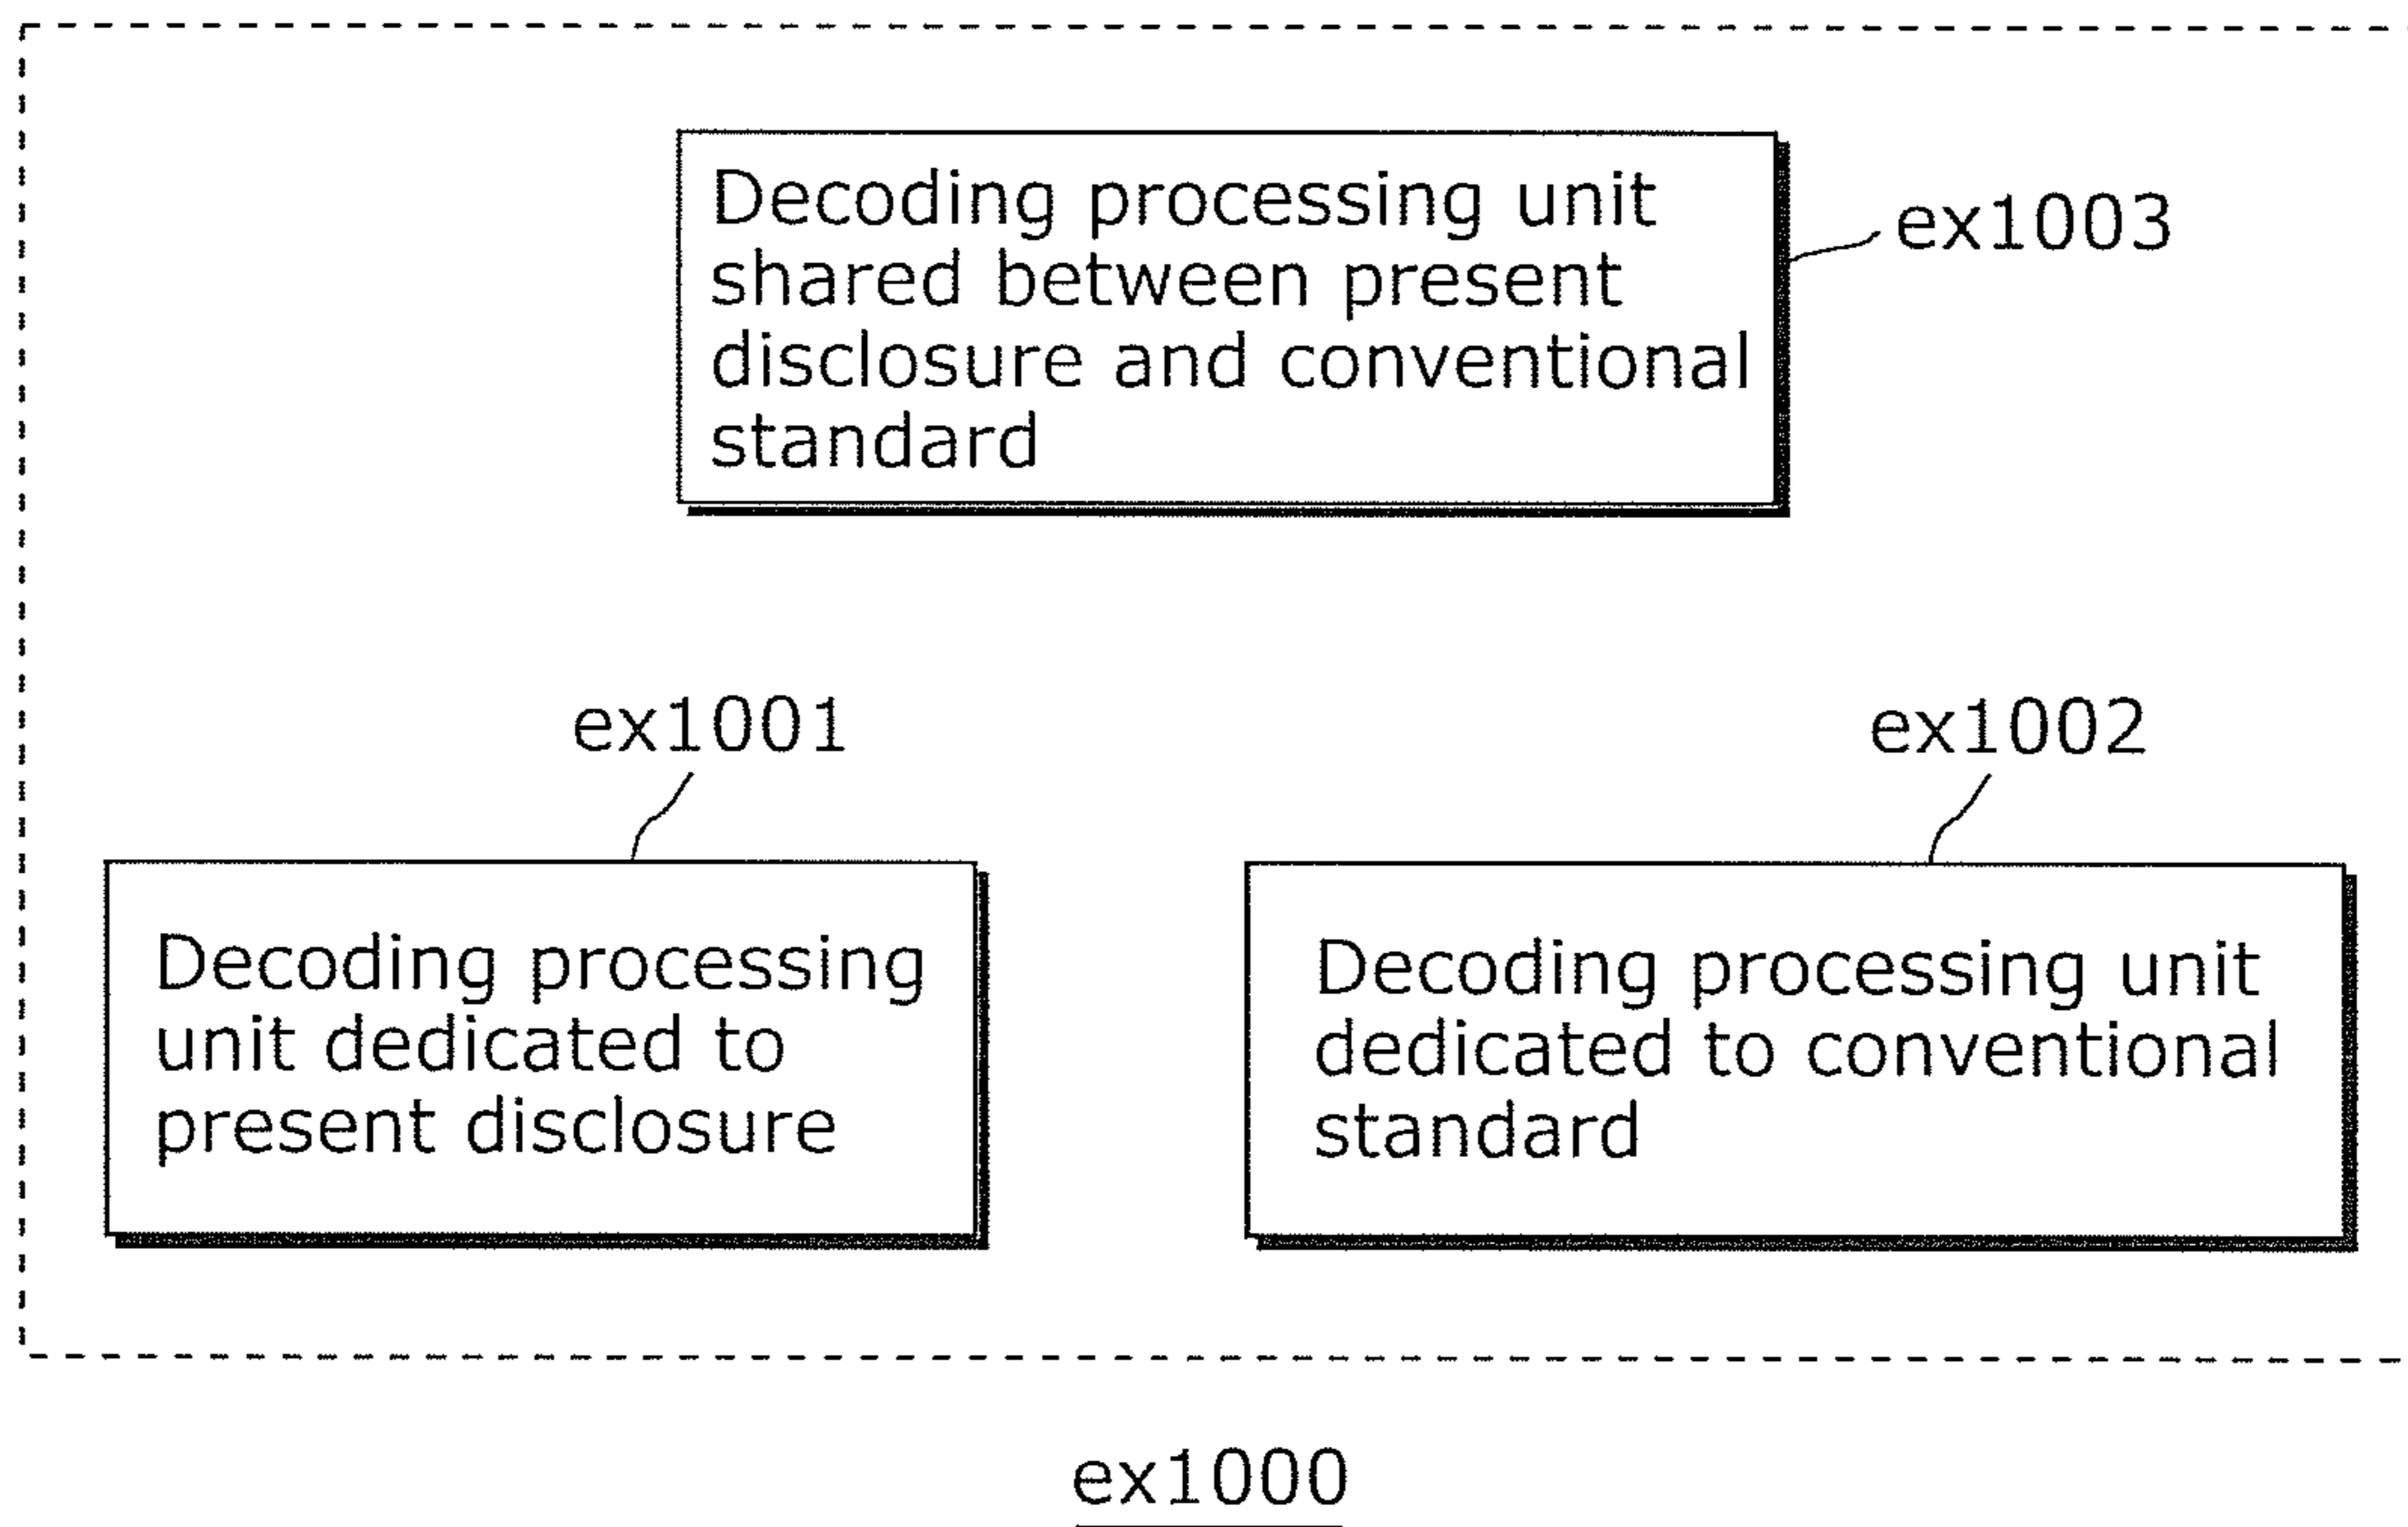 Decoding processing unit
shared between present
disclosure and conventional
standard
ex1003
ex1001
ex1002
Decoding processing
unit dedicated to
present disclosure
Decoding processing unit
dedicated to conventional
standard
ex1000